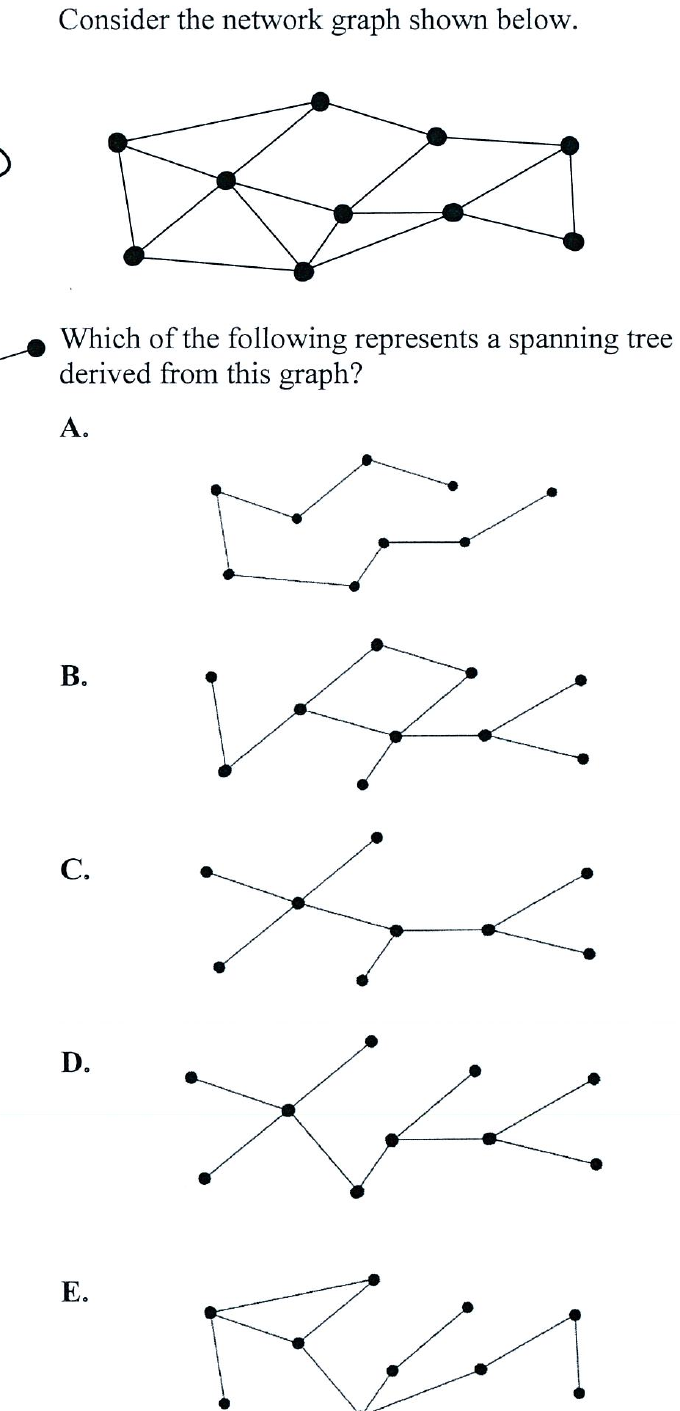 Consider the network graph shown below.
Which of the following represents a spanning tree
derived from this graph?
A.
B.
C.
D.
E.